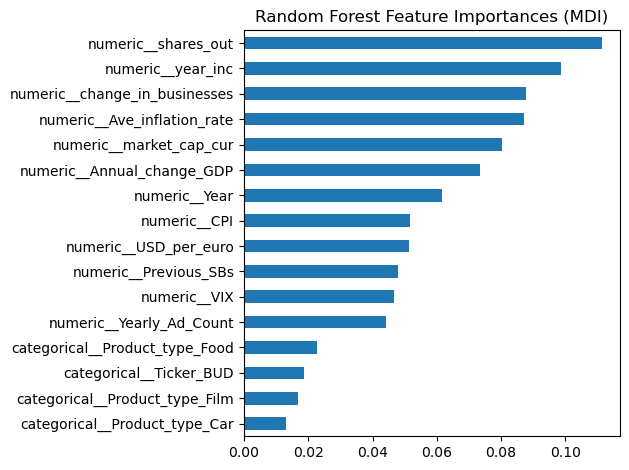 Random Forest Feature Importances (MDI)
numeric__shares_out
numeric__year_inc
numeric__change_in_businesses
numeric__Ave_inflation_rate
numeric__market_cap_cur
numeric__Annual_change_GDP
numeric__Year
numeric__CPI
numeric__USD_per_euro
numeric__Previous_SBs
numeric__VIX
numeric__Yearly_Ad_Count
categorical__Product_type_Food
categorical__Ticker_BUD
categorical__Product_type_Film
categorical__Product_type_Car
0.00 0.02 0.04 0.06 0.08 0.10